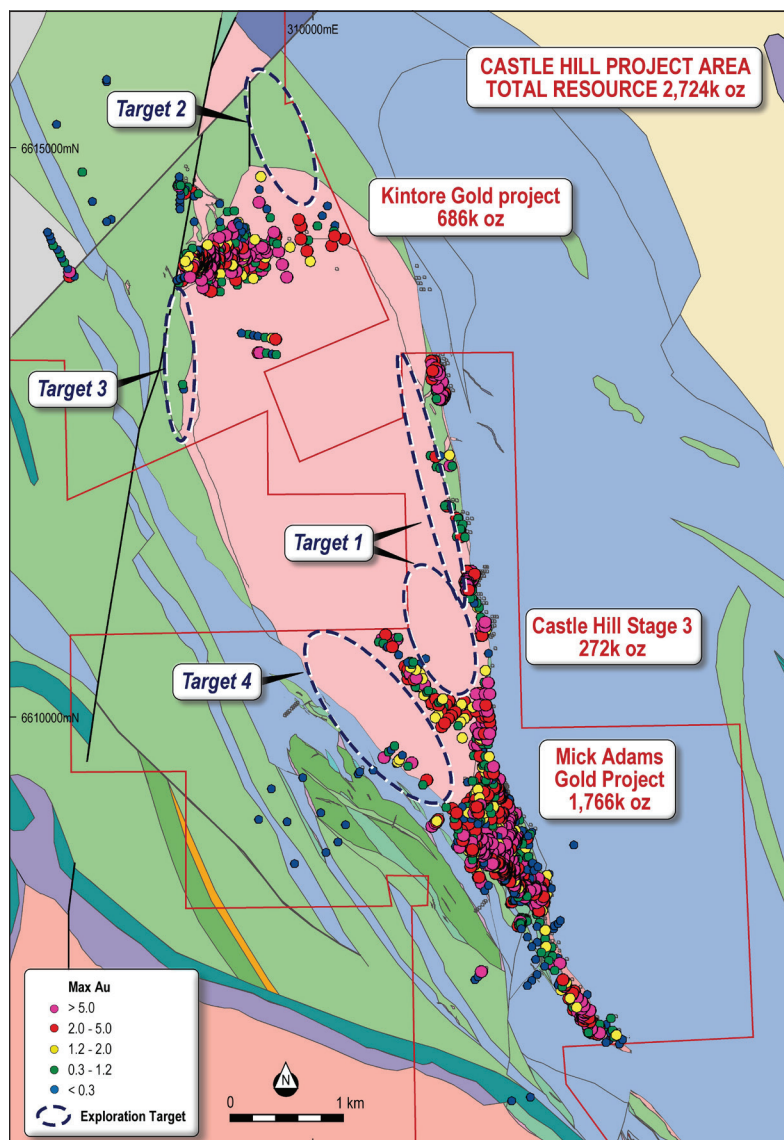 310000mE
CASTLE HILL PROJECT AREA
TOTAL RESOURCE 2,724k oz
Target 2
6615000mN
Kintore Gold project
686k oz
Target 3
Target 1
Castle Hill Stage 3
272k oz
Target 4
6610000mN
Mick Adams
Gold Project
1,766k oz
Max Au
> 5.0
2.0 - 5.0
1.2 - 2.0
0.3 - 1.2
< 0.3
Exploration Target
N
0 1 km